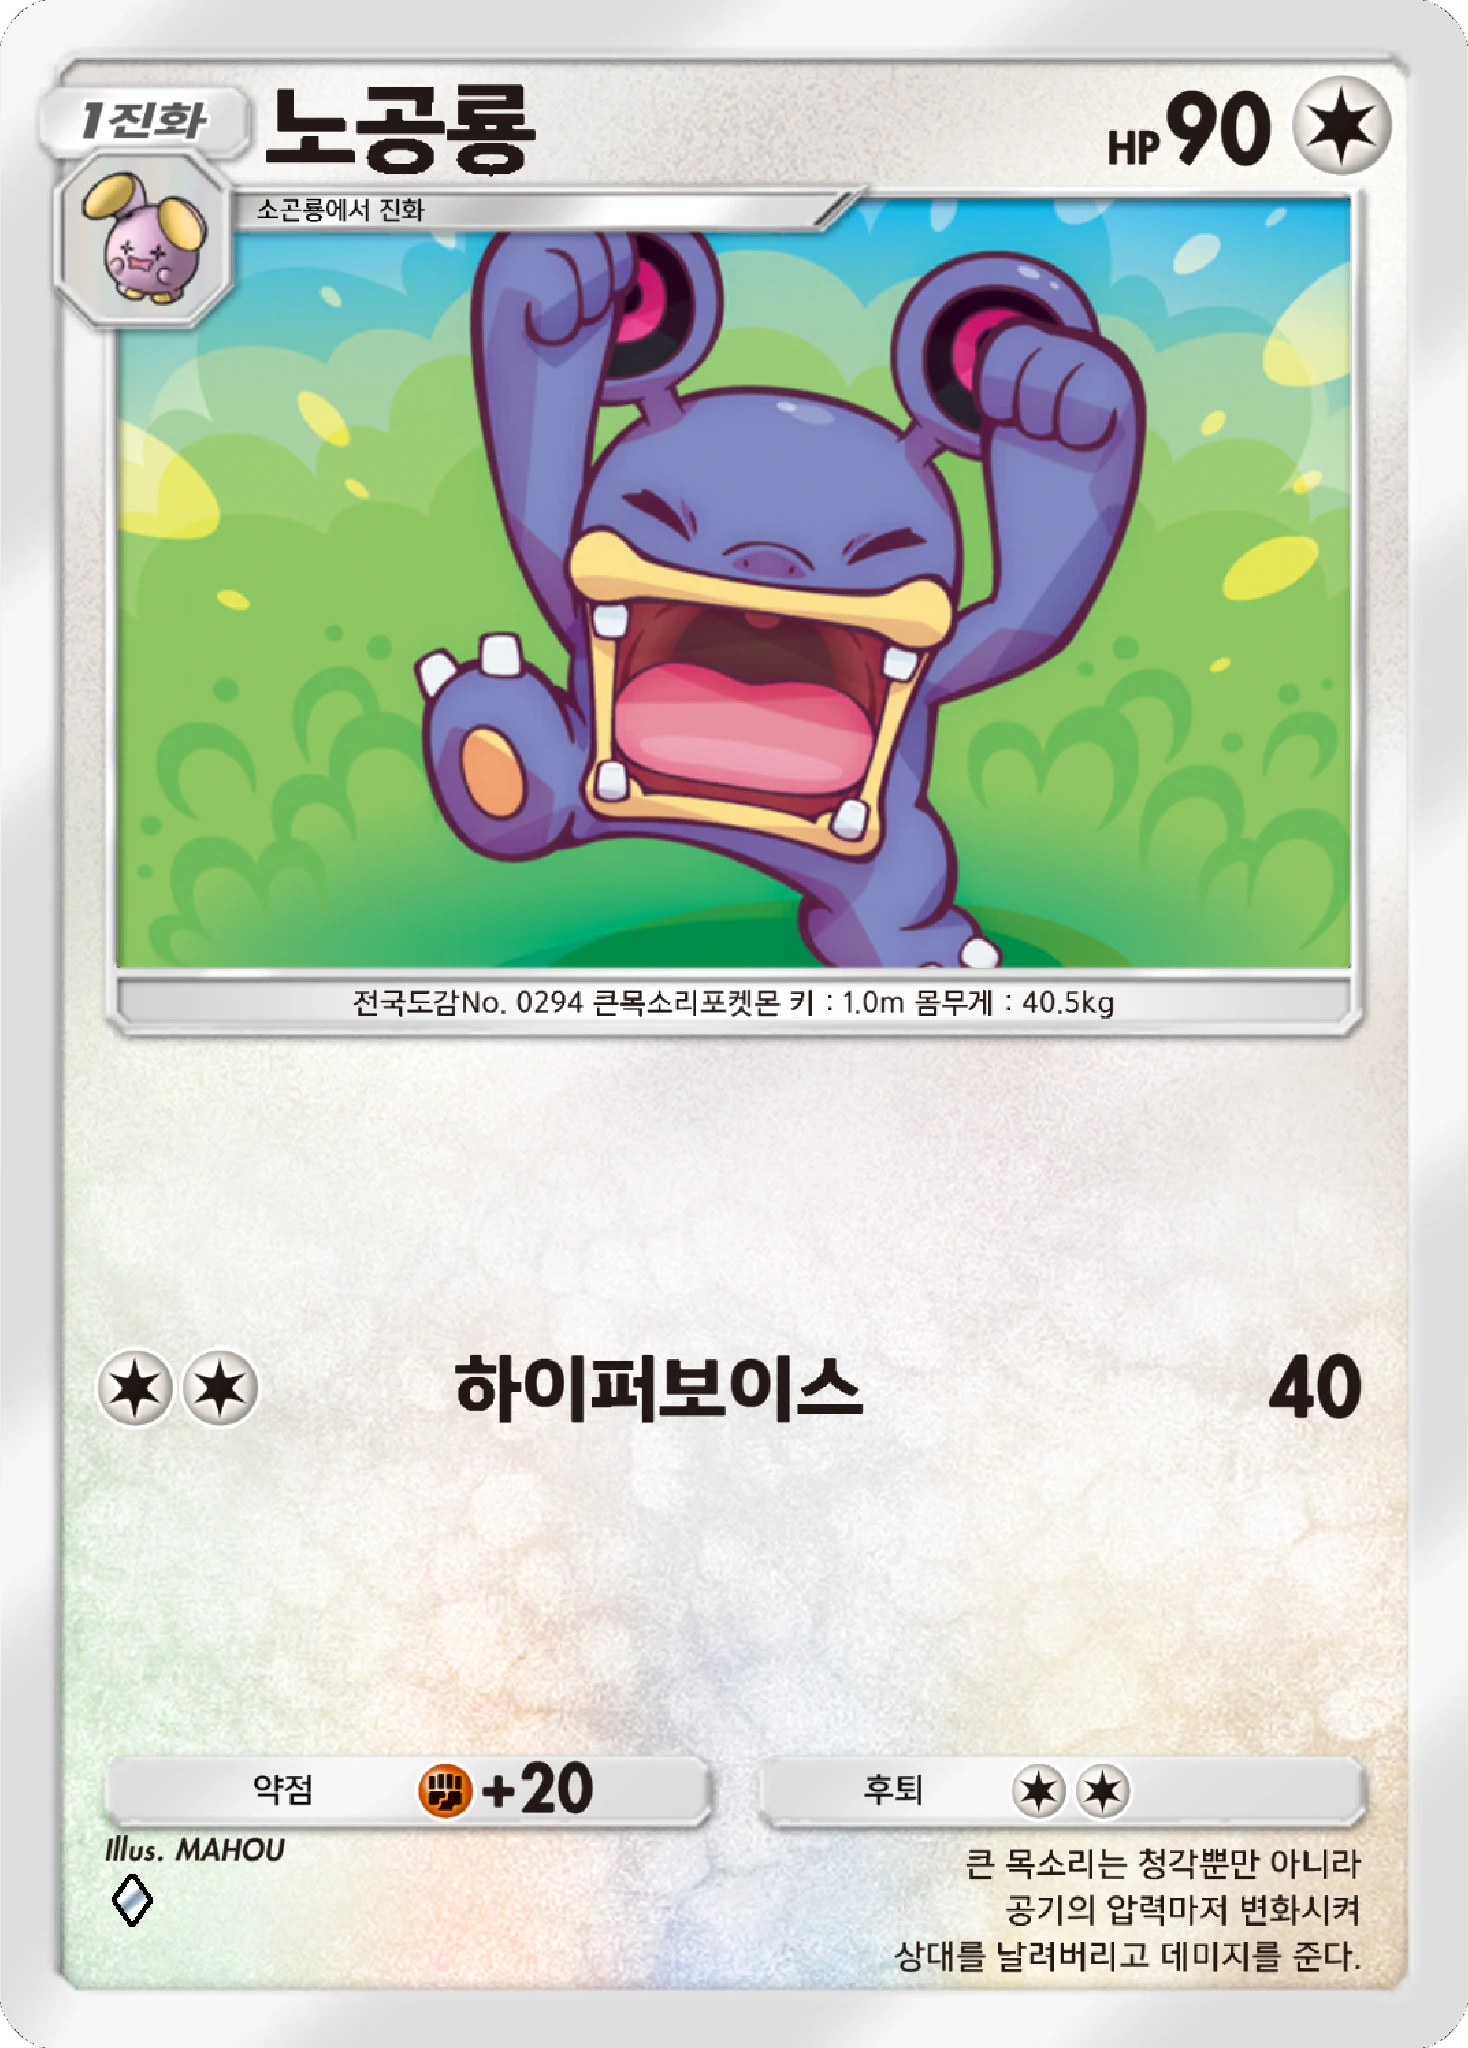 1진화
노공룡
HP 90
소곤룡에서 진화
전국도감No. 0294 큰목소리포켓몬 키 : 1.0m 몸무게 : 40.5kg
하이퍼보이스 40
약점 +20
후퇴
Illus. MAHOU
큰 목소리는 청각뿐만 아니라
공기의 압력마저 변화시켜
상대를 날려버리고 데미지를 준다.